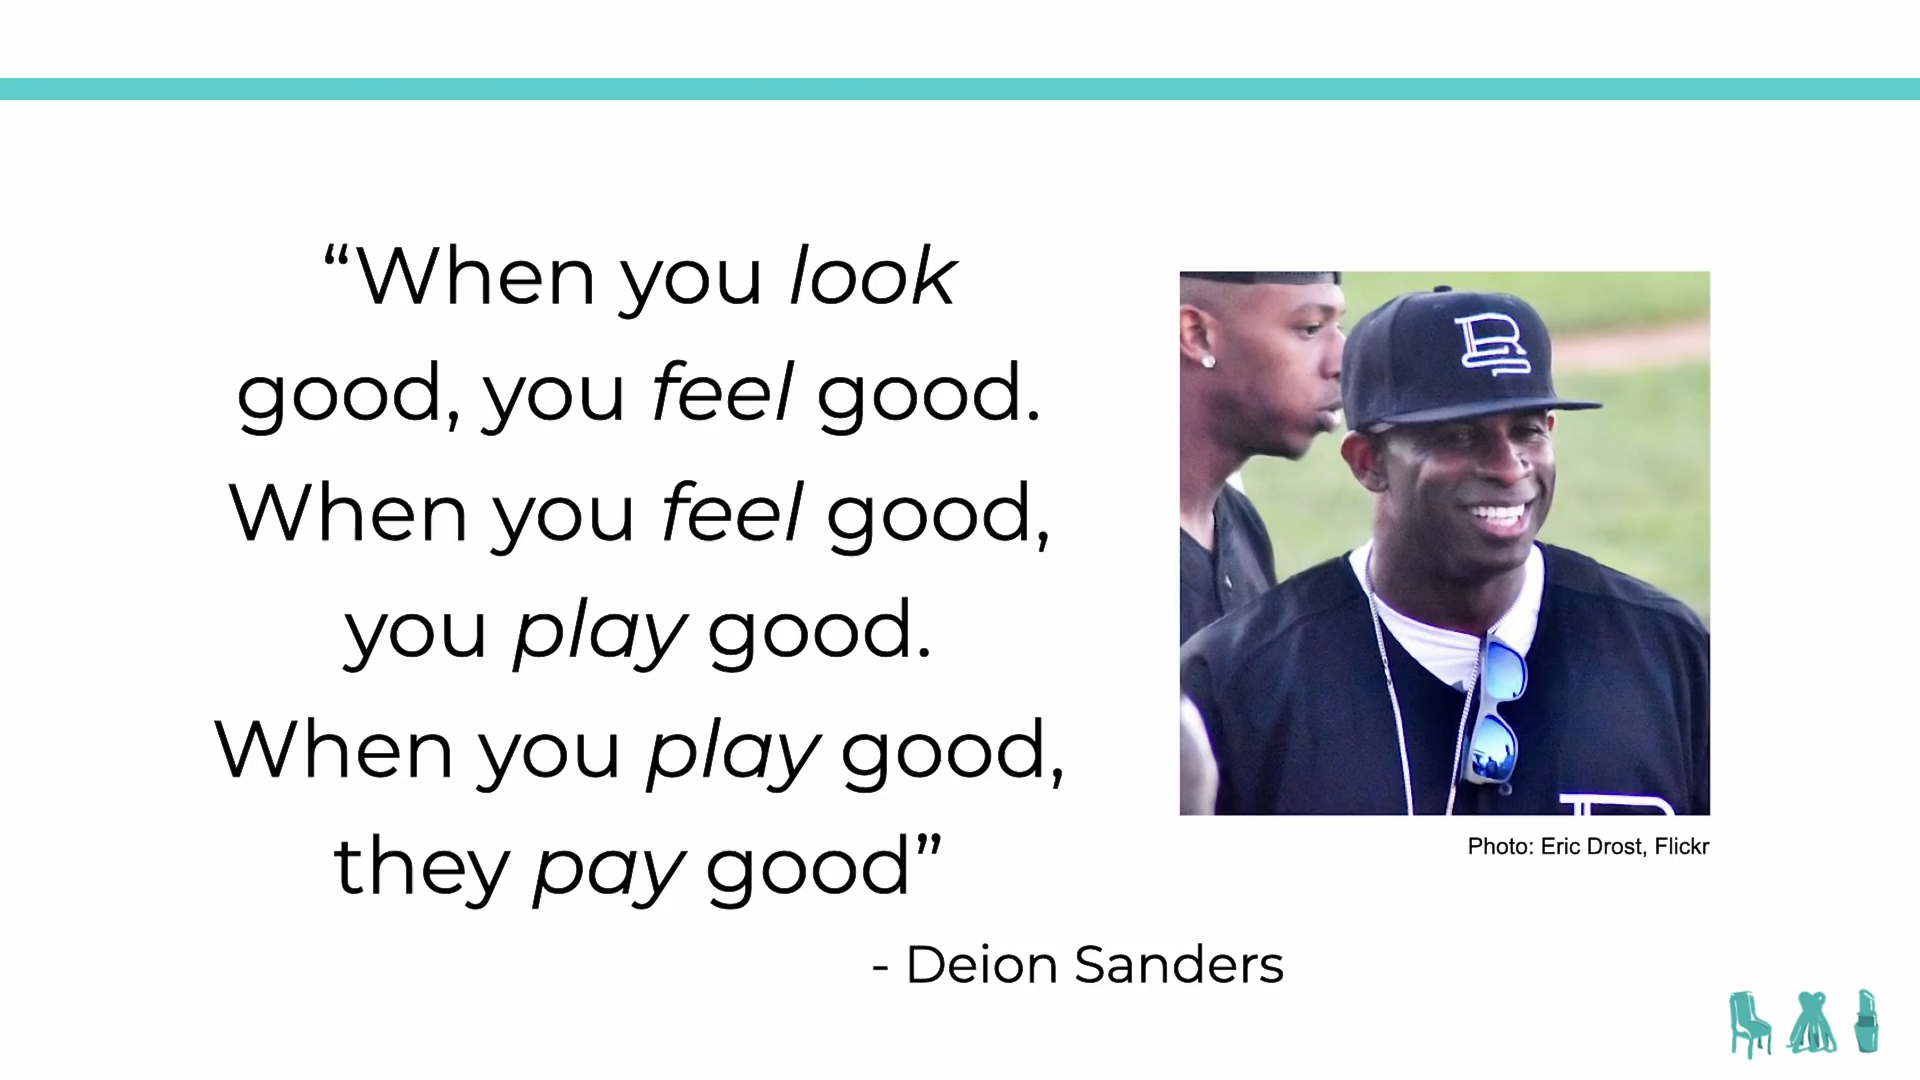 “When you look
good, you feel good.
When you feel good,
you play good.
When you play good,
they pay good”
- Deion Sanders
Photo: Eric Drost, Flickr